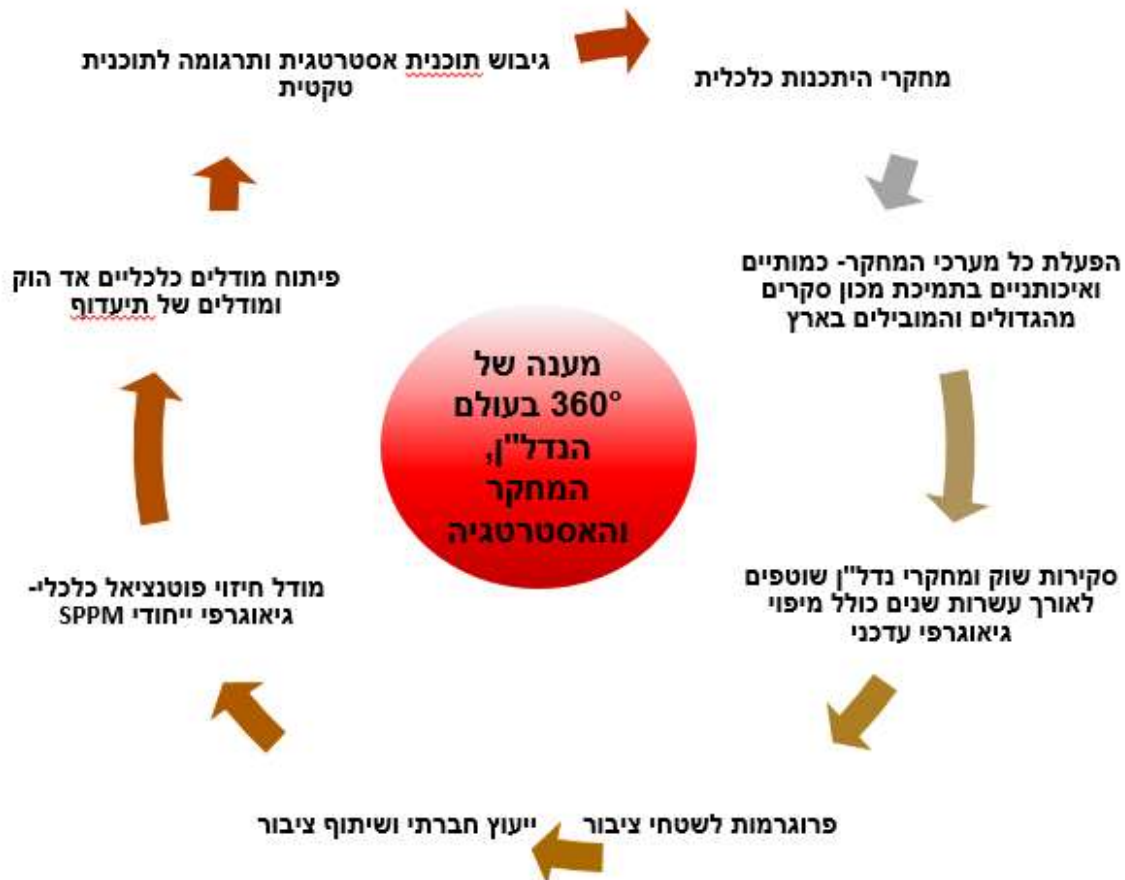 גיבוש תוכנית אסטרטגית ותרגומה לתוכנית
טקטית
מחקרי היתכנות כלכלית
הפעלת כל מערכי המחקר- כמותיים
ואיכותניים בתמיכת מכון סקרים
מהגדולים והמובילים בארץ
סקירות שוק ומחקרי נדל"ן שוטפים
לאורך עשרות שנים כולל מיפוי
גיאוגרפי עדכני
פרוגרמות לשטחי ציבור
ייעוץ חברתי ושיתוף ציבור
מודל חיזוי פוטנציאל כלכלי-
גיאוגרפי ייחודי SPPM
פיתוח מודלים כלכליים אד הוק
ומודלים של תיעדוף
מענה של
360° בעולם
הנדל"ן,
המחקר
והאסטרטגיה